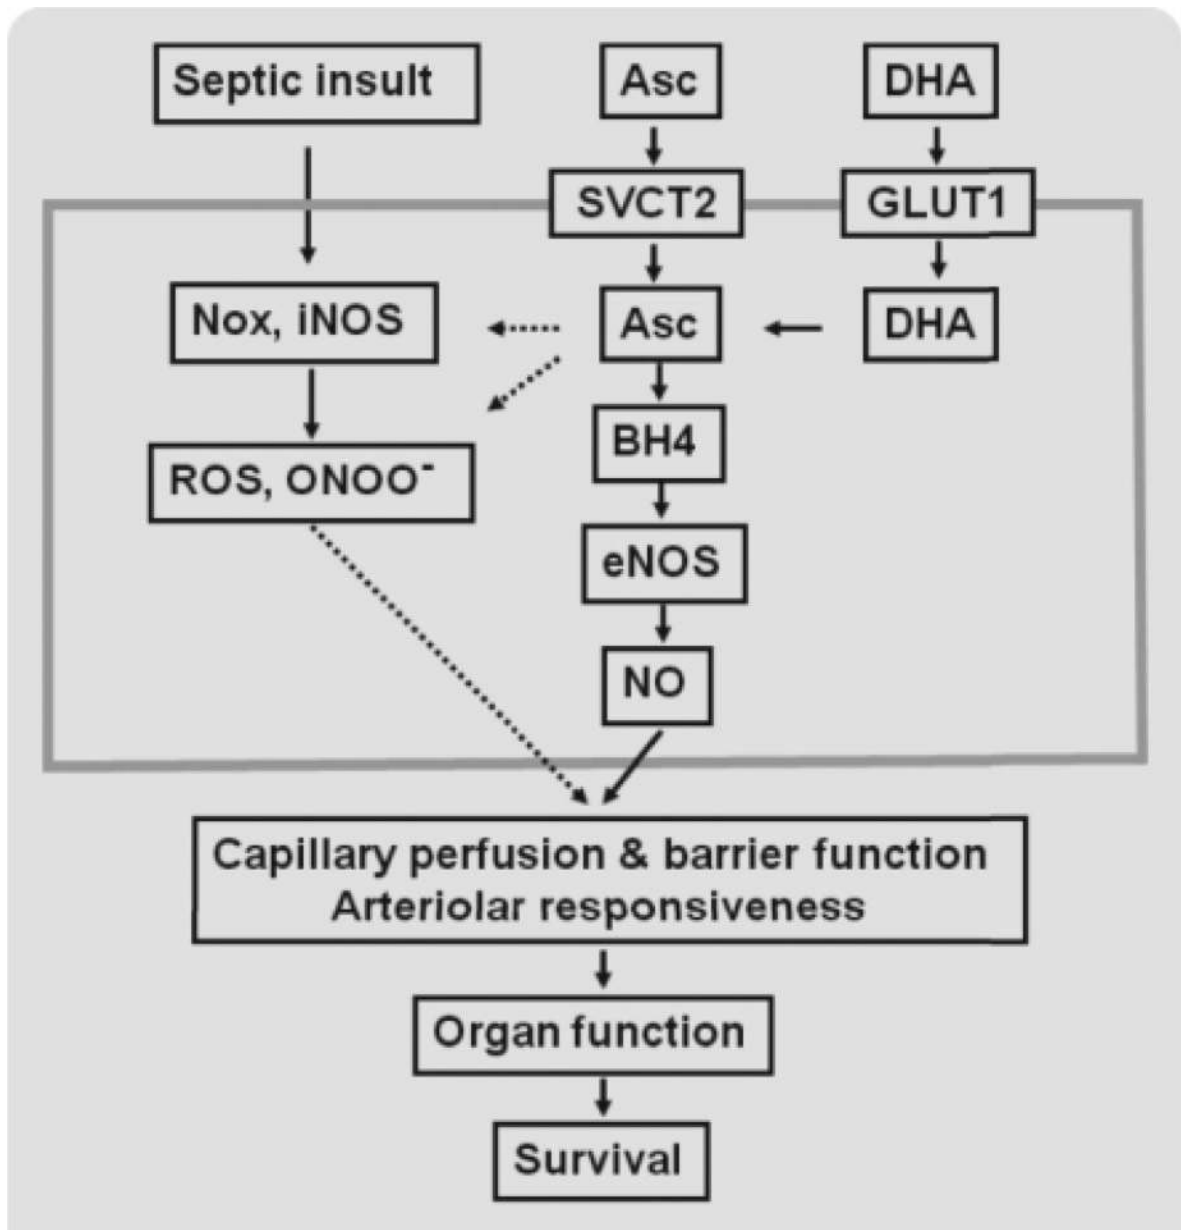 Septic insult
Asc
DHA
SVCT2
GLUT1
Nox, iNOS
Asc
DHA
BH4
ROS, ONOO⁻
eNOS
NO
Capillary perfusion & barrier function
Arteriolar responsiveness
Organ function
Survival